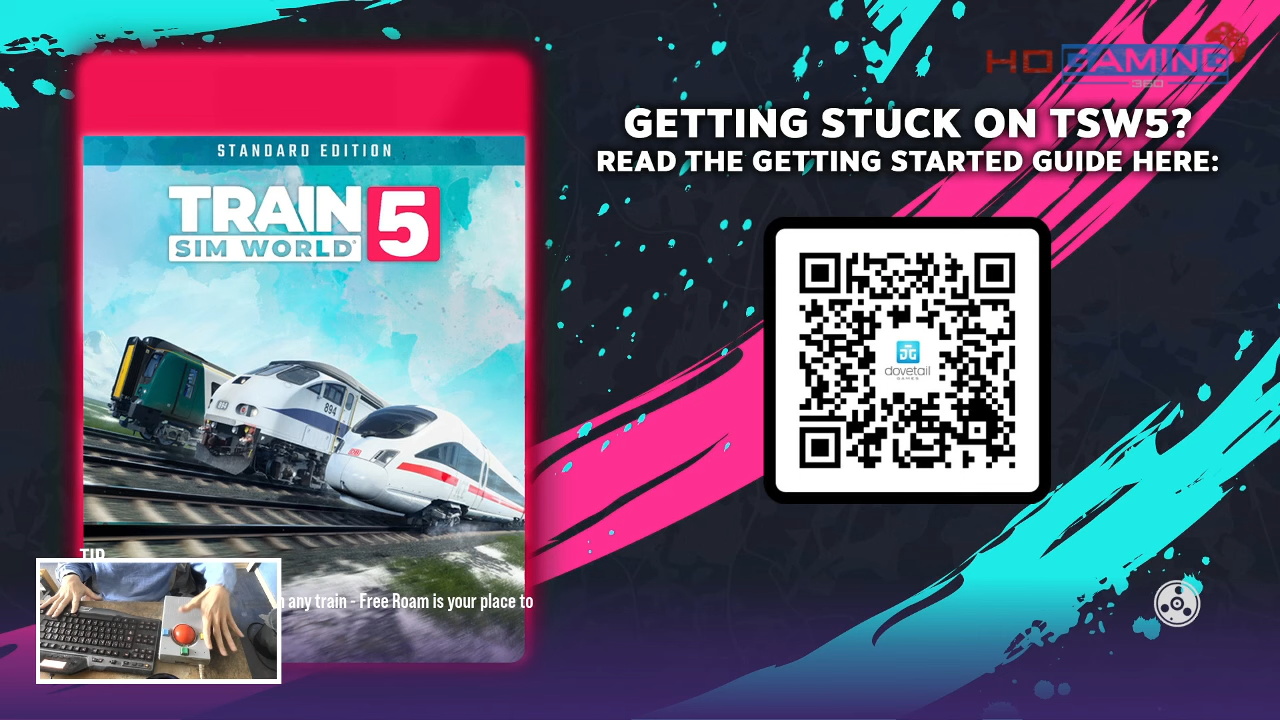 HD GAMING
360
GETTING STUCK ON TSW5?
READ THE GETTING STARTED GUIDE HERE:
STANDARD EDITION
TRAIN
SIM WORLD
5
894
dovetail
GAMES
TIP
any train - Free Roam is your place to